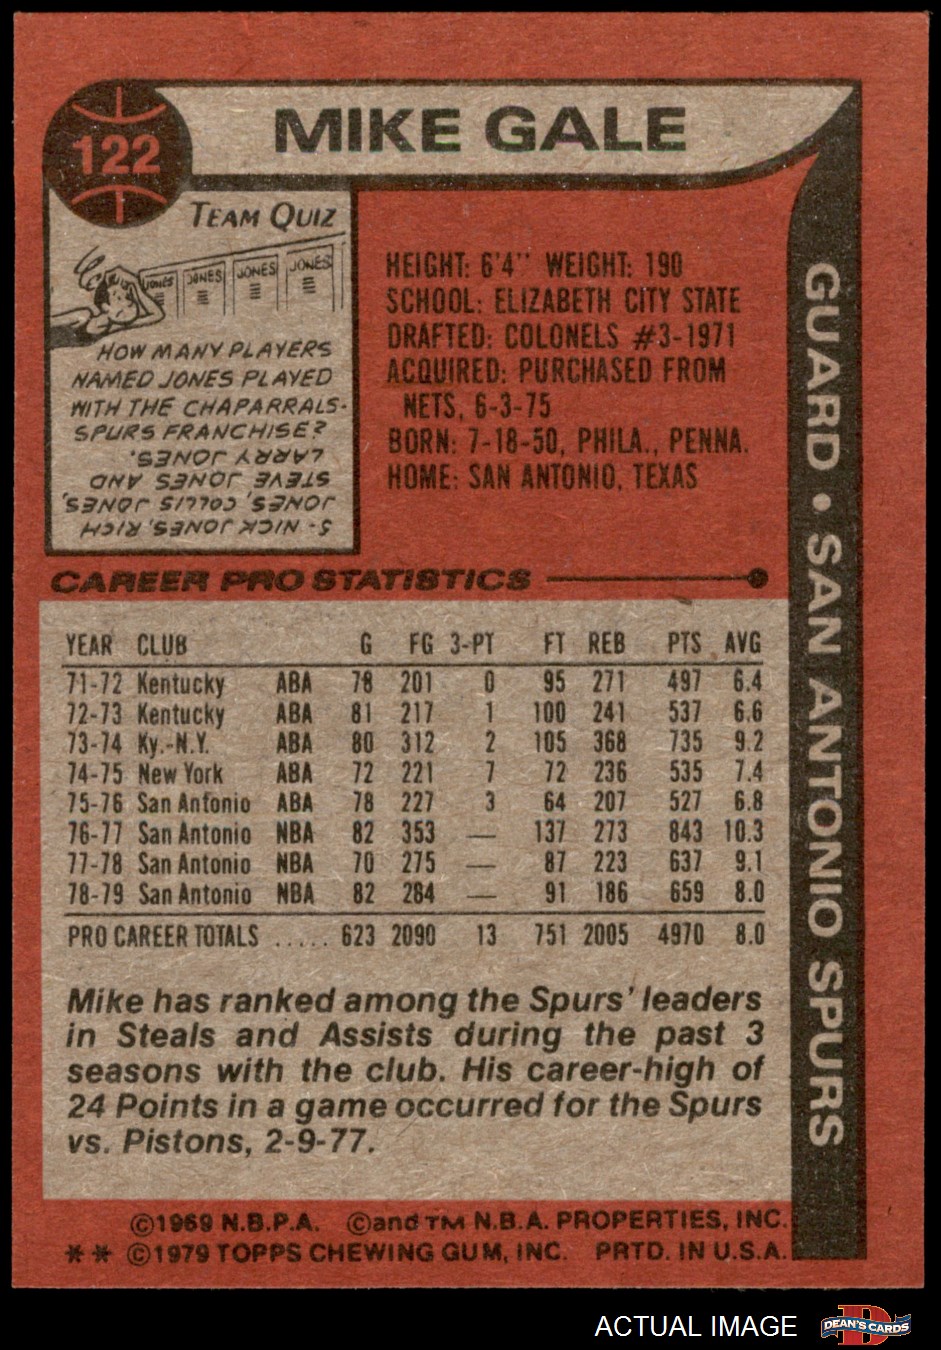 122
MIKE GALE
TEAM QUIZ
JONES JONES JONES JONES
HOW MANY PLAYERS
NAMED JONES PLAYED
WITH THE CHAPARRALS-
SPURS FRANCHISE?
5 - NICK JONES, RICH
JONES, COLLIS JONES,
STEVE JONES AND
LARRY JONES.
HEIGHT: 6'4" WEIGHT: 190
SCHOOL: ELIZABETH CITY STATE
DRAFTED: COLONELS #3-1971
ACQUIRED: PURCHASED FROM
NETS, 6-3-75
BORN: 7-18-50, PHILA., PENNA.
HOME: SAN ANTONIO, TEXAS
GUARD • SAN ANTONIO SPURS
CAREER PRO STATISTICS
YEAR CLUB G FG 3-PT FT REB PTS AVG
71-72 Kentucky ABA 78 201 0 95 271 497 6.4
72-73 Kentucky ABA 81 217 1 100 241 537 6.6
73-74 Ky.-N.Y. ABA 80 312 2 105 368 735 9.2
74-75 New York ABA 72 221 7 72 236 535 7.4
75-76 San Antonio ABA 78 227 3 64 207 527 6.8
76-77 San Antonio NBA 82 353 — 137 273 843 10.3
77-78 San Antonio NBA 70 275 — 87 223 637 9.1
78-79 San Antonio NBA 82 284 — 91 186 659 8.0
PRO CAREER TOTALS ..... 623 2090 13 751 2005 4970 8.0
Mike has ranked among the Spurs' leaders
in Steals and Assists during the past 3
seasons with the club. His career-high of
24 Points in a game occurred for the Spurs
vs. Pistons, 2-9-77.
©1969 N.B.P.A. ©and TM N.B.A. PROPERTIES, INC.
** ©1979 TOPPS CHEWING GUM, INC. PRTD. IN U.S.A.
ACTUAL IMAGE
D DEAN'S CARDS